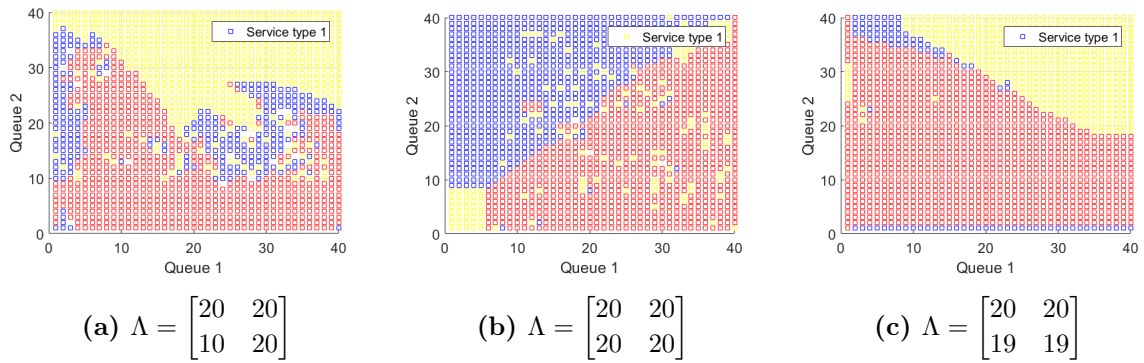 40
30
20
10
0
Queue 2
Service type 1
0 10 20 30 40
Queue 1
(a) Λ = [20 20
10 20]
40
30
20
10
0
Queue 2
Service type 1
0 10 20 30 40
Queue 1
(b) Λ = [20 20
20 20]
40
30
20
10
0
Queue 2
Service type 1
0 10 20 30 40
Queue 1
(c) Λ = [20 20
19 19]